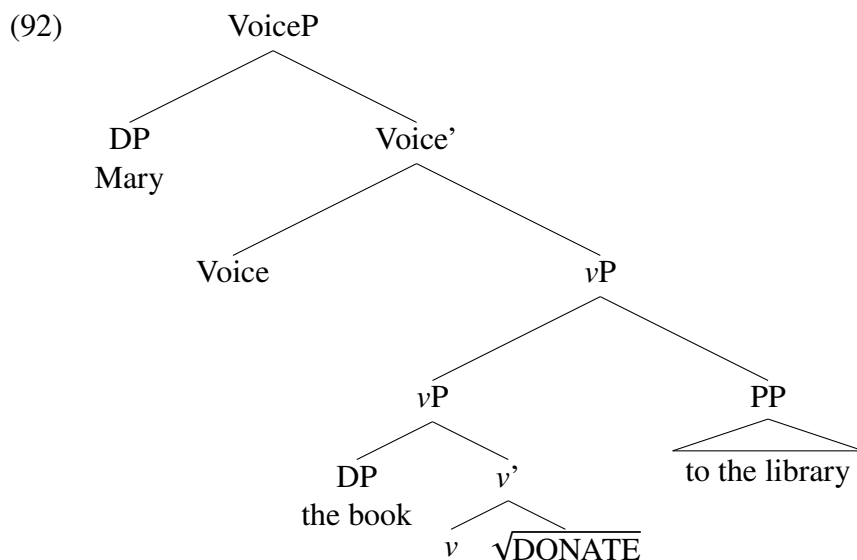 (92) VoiceP
DP Voice’
Mary
Voice vP
vP PP
DP v’ to the library
the book
v √DONATE